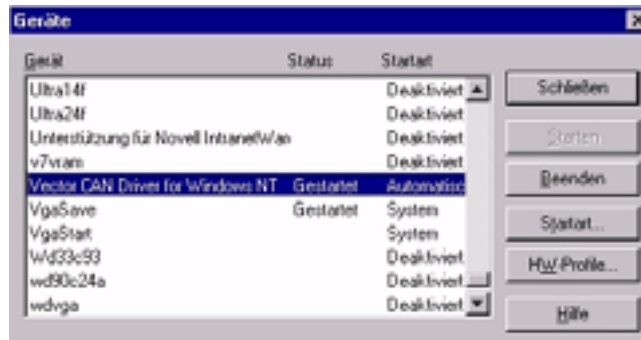 Geräte
Gerät Status Startart
Ultra14f Deaktiviert
Ultra24f Deaktiviert
Unterstützung für Novell IntranetWan Deaktiviert
v7vram Deaktiviert
Vector CAN Driver for Windows NT Gestartet Automatisc
VgaSave Gestartet System
VgaStart System
Wd33c93 Deaktiviert
wd90c24a Deaktiviert
wdvga Deaktiviert
Schließen
Starten
Beenden
Startart...
HW-Profile...
Hilfe